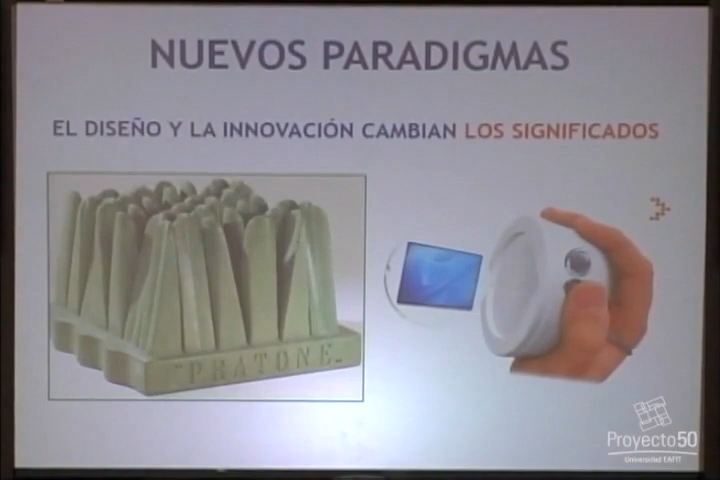 NUEVOS PARADIGMAS
EL DISEÑO Y LA INNOVACIÓN CAMBIAN LOS SIGNIFICADOS
"PRATONE„
Proyecto50
Universidad EAFIT